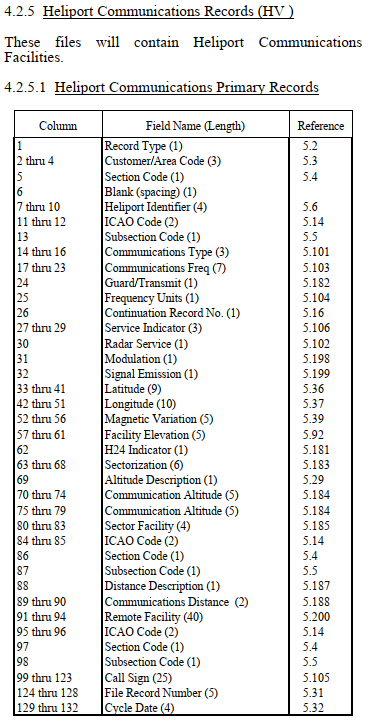 4.2.5 Heliport Communications Records (HV )
These files will contain Heliport Communications
Facilities.
4.2.5.1 Heliport Communications Primary Records
Column Field Name (Length) Reference
1 Record Type (1) 5.2
2 thru 4 Customer/Area Code (3) 5.3
5 Section Code (1) 5.4
6 Blank (spacing) (1)
7 thru 10 Heliport Identifier (4) 5.6
11 thru 12 ICAO Code (2) 5.14
13 Subsection Code (1) 5.5
14 thru 16 Communications Type (3) 5.101
17 thru 23 Communications Freq (7) 5.103
24 Guard/Transmit (1) 5.182
25 Frequency Units (1) 5.104
26 Continuation Record No. (1) 5.16
27 thru 29 Service Indicator (3) 5.106
30 Radar Service (1) 5.102
31 Modulation (1) 5.198
32 Signal Emission (1) 5.199
33 thru 41 Latitude (9) 5.36
42 thru 51 Longitude (10) 5.37
52 thru 56 Magnetic Variation (5) 5.39
57 thru 61 Facility Elevation (5) 5.92
62 H24 Indicator (1) 5.181
63 thru 68 Sectorization (6) 5.183
69 Altitude Description (1) 5.29
70 thru 74 Communication Altitude (5) 5.184
75 thru 79 Communication Altitude (5) 5.184
80 thru 83 Sector Facility (4) 5.185
84 thru 85 ICAO Code (2) 5.14
86 Section Code (1) 5.4
87 Subsection Code (1) 5.5
88 Distance Description (1) 5.187
89 thru 90 Communications Distance (2) 5.188
91 thru 94 Remote Facility (40) 5.200
95 thru 96 ICAO Code (2) 5.14
97 Section Code (1) 5.4
98 Subsection Code (1) 5.5
99 thru 123 Call Sign (25) 5.105
124 thru 128 File Record Number (5) 5.31
129 thru 132 Cycle Date (4) 5.32